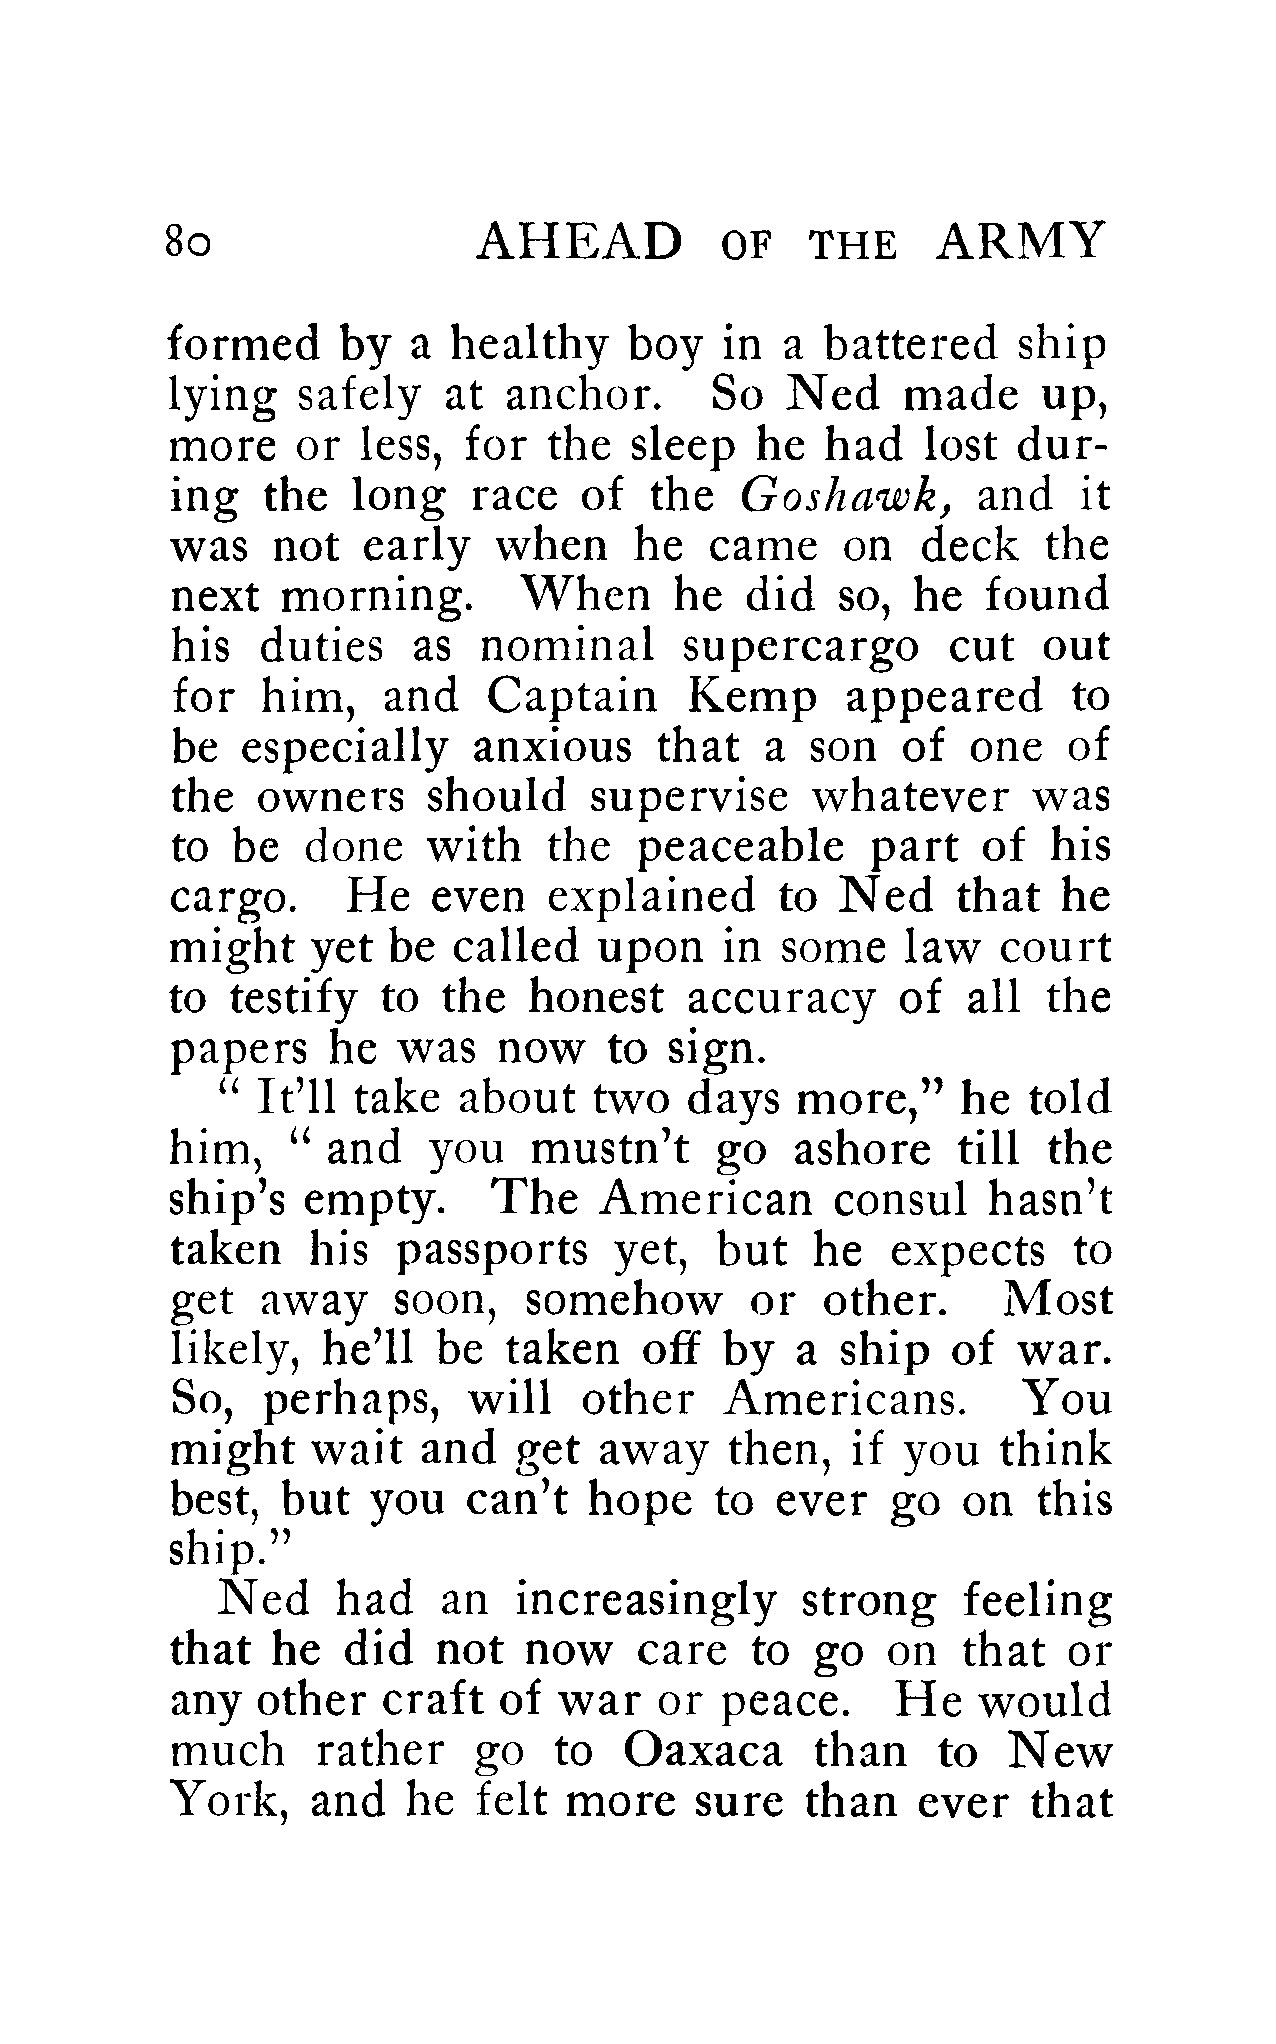 80 AHEAD OF THE ARMY
formed by a healthy boy in a battered ship
lying safely at anchor. So Ned made up,
more or less, for the sleep he had lost dur-
ing the long race of the Goshawk, and it
was not early when he came on deck the
next morning. When he did so, he found
his duties as nominal supercargo cut out
for him, and Captain Kemp appeared to
be especially anxious that a son of one of
the owners should supervise whatever was
to be done with the peaceable part of his
cargo. He even explained to Ned that he
might yet be called upon in some law court
to testify to the honest accuracy of all the
papers he was now to sign.
“ It’ll take about two days more,” he told
him, “ and you mustn’t go ashore till the
ship’s empty. The American consul hasn’t
taken his passports yet, but he expects to
get away soon, somehow or other. Most
likely, he’ll be taken off by a ship of war.
So, perhaps, will other Americans. You
might wait and get away then, if you think
best, but you can’t hope to ever go on this
ship.”
Ned had an increasingly strong feeling
that he did not now care to go on that or
any other craft of war or peace. He would
much rather go to Oaxaca than to New
York, and he felt more sure than ever that